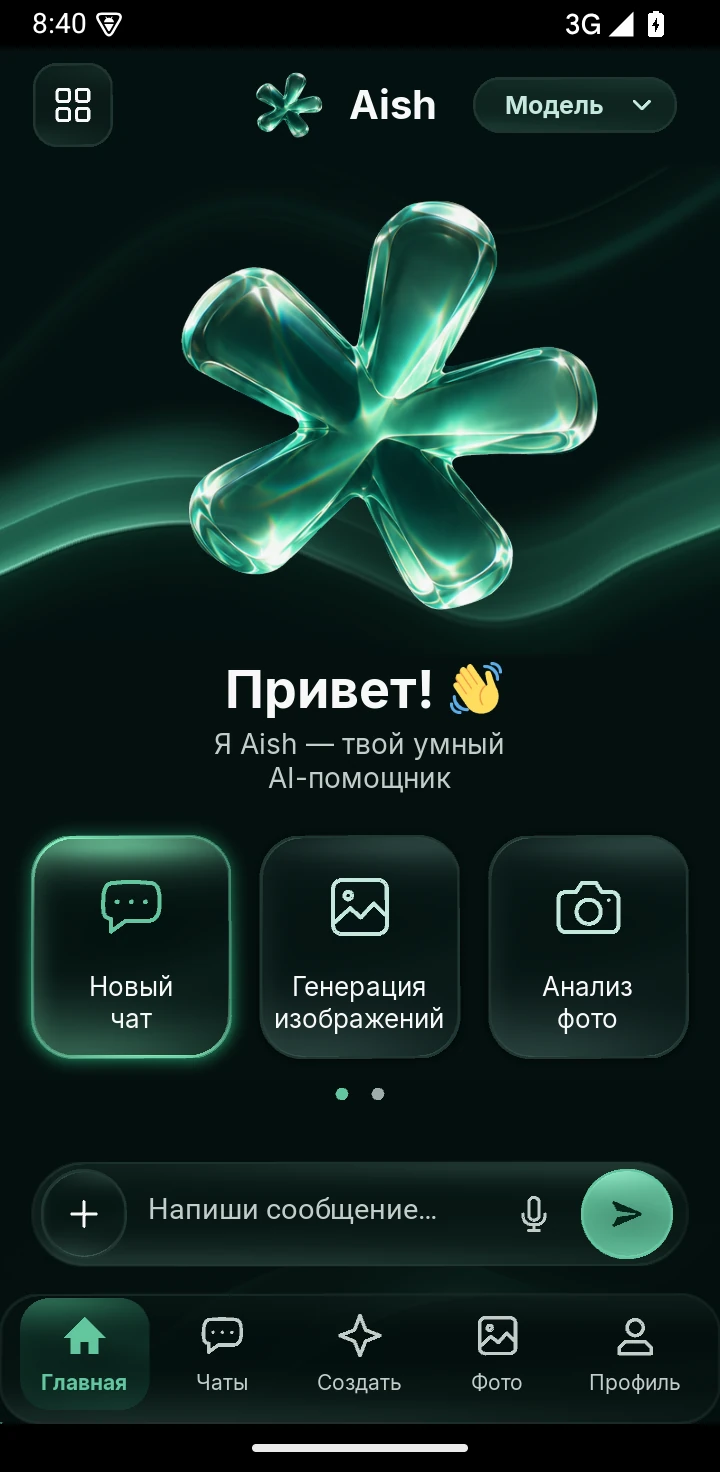 8:40
3G
Aish
Модель
Привет! 👋
Я Aish — твой умный
AI-помощник
Новый
чат
Генерация
изображений
Анализ
фото
Напиши сообщение...
Главная
Чаты
Создать
Фото
Профиль